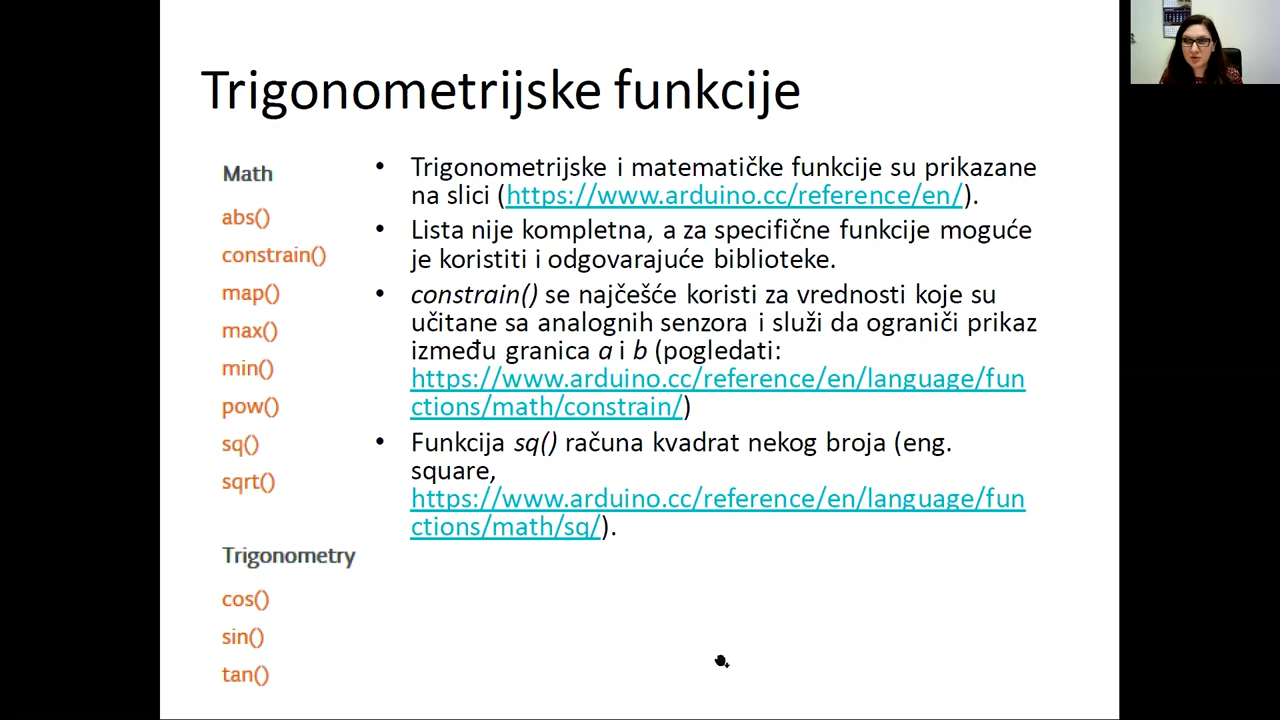 Trigonometrijske funkcije
Math
abs()
constrain()
map()
max()
min()
pow()
sq()
sqrt()
Trigonometry
cos()
sin()
tan()
• Trigonometrijske i matematičke funkcije su prikazane
na slici (https://www.arduino.cc/reference/en/).
• Lista nije kompletna, a za specifične funkcije moguće
je koristiti i odgovarajuće biblioteke.
• constrain() se najčešće koristi za vrednosti koje su
učitane sa analognih senzora i služi da ograniči prikaz
između granica a i b (pogledati:
https://www.arduino.cc/reference/en/language/fun
ctions/math/constrain/)
• Funkcija sq() računa kvadrat nekog broja (eng.
square,
https://www.arduino.cc/reference/en/language/fun
ctions/math/sq/).